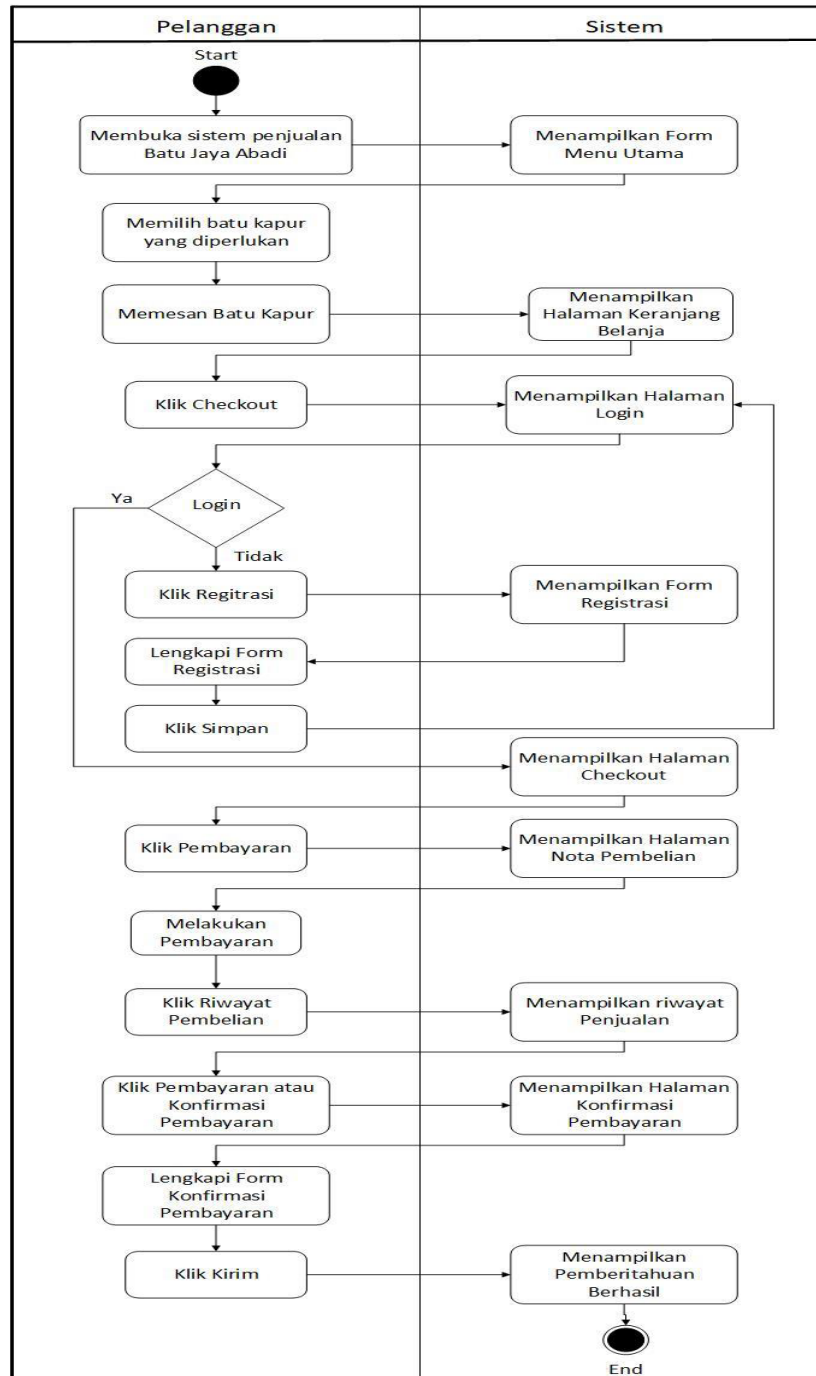 Pelanggan
Sistem
Start
Membuka sistem penjualan
Batu Jaya Abadi
Menampilkan Form
Menu Utama
Memilih batu kapur
yang diperlukan
Memesan Batu Kapur
Menampilkan
Halaman Keranjang
Belanja
Klik Checkout
Menampilkan Halaman
Login
Ya
Login
Tidak
Klik Regitrasi
Menampilkan Form
Registrasi
Lengkapi Form
Registrasi
Klik Simpan
Menampilkan Halaman
Checkout
Klik Pembayaran
Menampilkan Halaman
Nota Pembelian
Melakukan
Pembayaran
Klik Riwayat
Pembelian
Menampilkan riwayat
Penjualan
Klik Pembayaran atau
Konfirmasi
Pembayaran
Menampilkan Halaman
Konfirmasi
Pembayaran
Lengkapi Form
Konfirmasi
Pembayaran
Klik Kirim
Menampilkan
Pemberitahuan
Berhasil
End